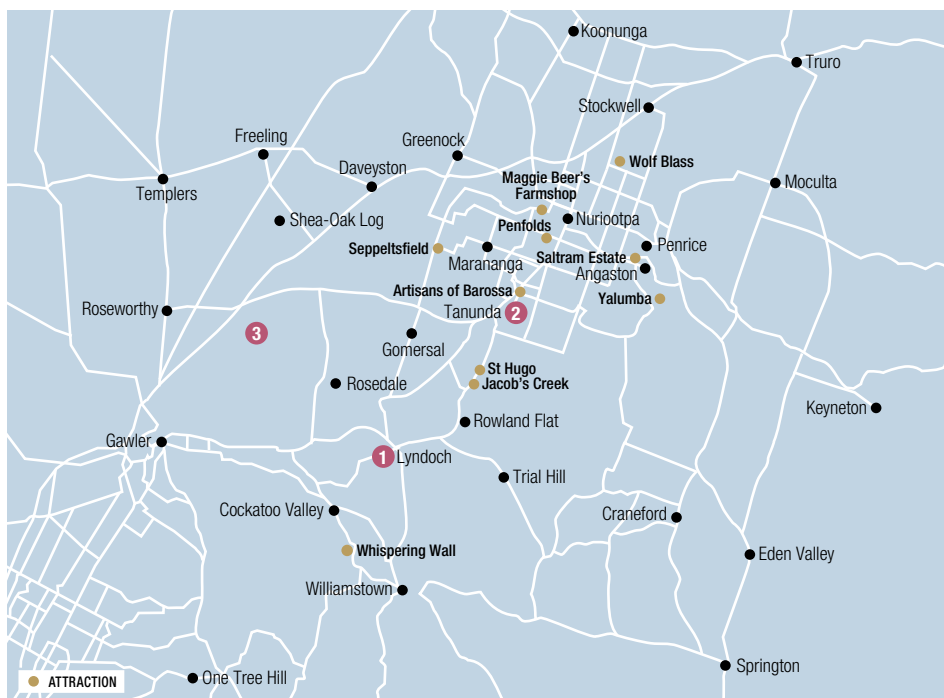 Koonunga
Truro
Stockwell
Freeling
Greenock
Wolf Blass
Daveyston
Maggie Beer's
Farmshop
Templers
Moculta
Shea-Oak Log
Nuriootpa
Penfolds
Seppeltsfield
Marananga
Penrice
Saltram Estate
Angaston
Artisans of Barossa
Yalumba
Roseworthy
Tanunda
2
3
Gomersal
St Hugo
Rosedale
Jacob's Creek
Keyneton
Rowland Flat
Gawler
1
Lyndoch
Trial Hill
Cockatoo Valley
Craneford
Whispering Wall
Eden Valley
Williamstown
Springton
One Tree Hill
ATTRACTION